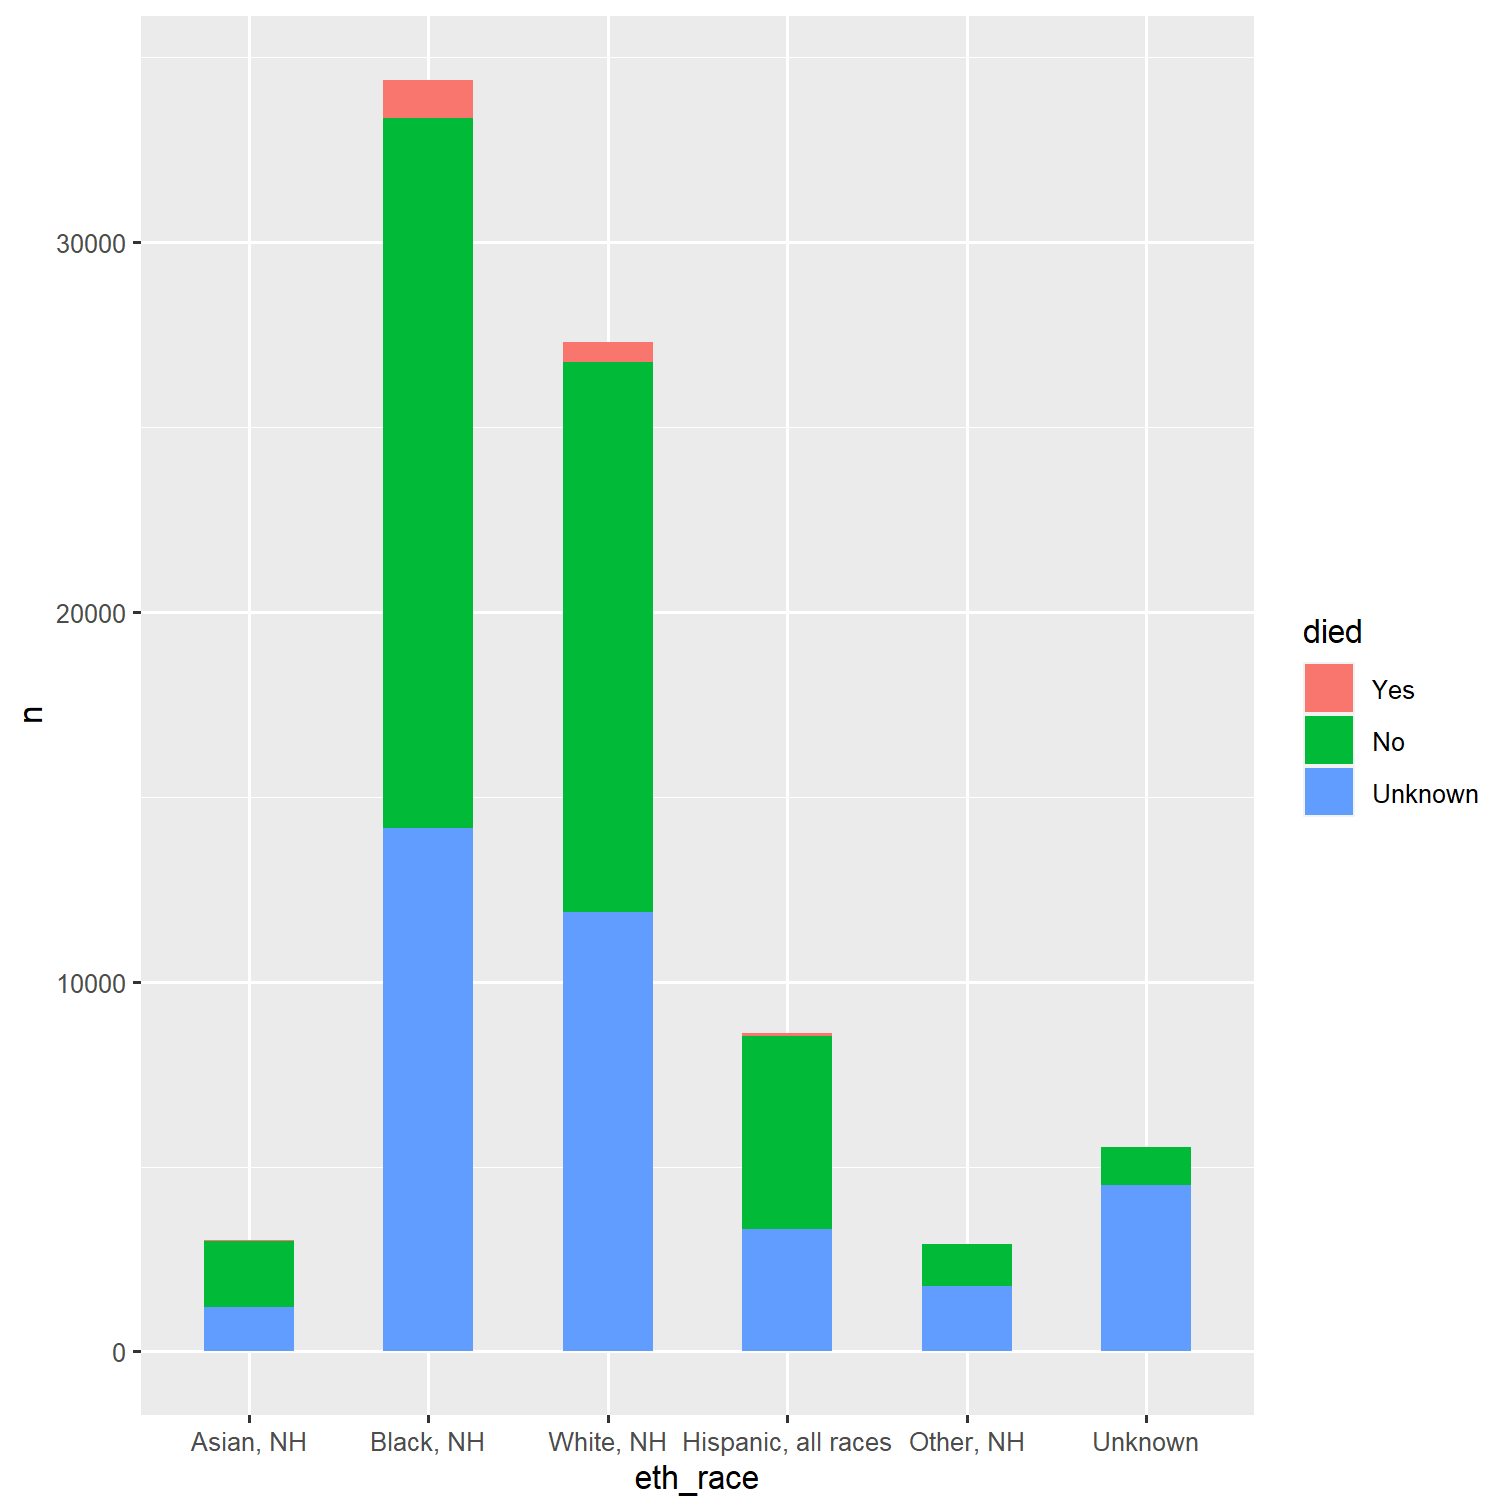 30000
20000
10000
0
n
Asian, NH
Black, NH
White, NH
Hispanic, all races
Other, NH
Unknown
eth_race
died
Yes
No
Unknown